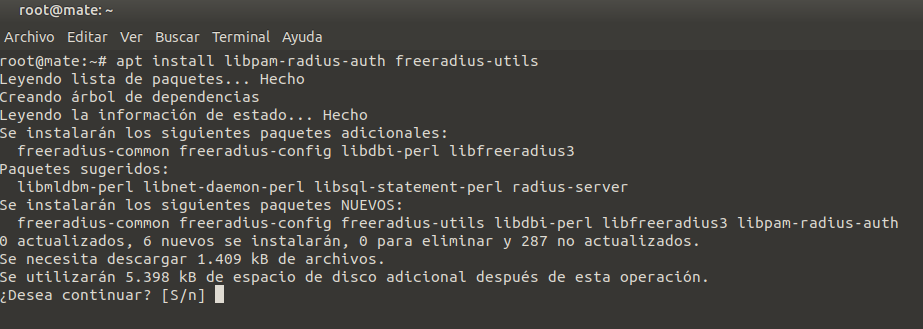 root@mate: ~
Archivo Editar Ver Buscar Terminal Ayuda
root@mate:~# apt install libpam-radius-auth freeradius-utils
Leyendo lista de paquetes... Hecho
Creando árbol de dependencias
Leyendo la información de estado... Hecho
Se instalarán los siguientes paquetes adicionales:
  freeradius-common freeradius-config libdbi-perl libfreeradius3
Paquetes sugeridos:
  libmldbm-perl libnet-daemon-perl libsql-statement-perl radius-server
Se instalarán los siguientes paquetes NUEVOS:
  freeradius-common freeradius-config freeradius-utils libdbi-perl libfreeradius3 libpam-radius-auth
0 actualizados, 6 nuevos se instalarán, 0 para eliminar y 287 no actualizados.
Se necesita descargar 1.409 kB de archivos.
Se utilizarán 5.398 kB de espacio de disco adicional después de esta operación.
¿Desea continuar? [S/n]